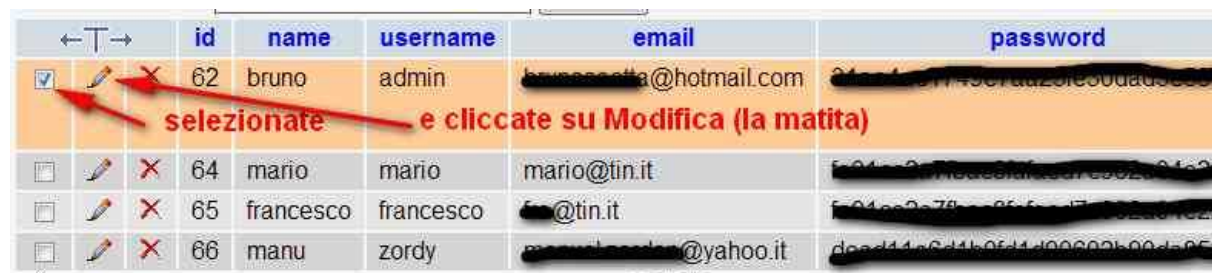 id name username email password
62 bruno admin @hotmail.com
selezionate e cliccate su Modifica (la matita)
64 mario mario mario@tin.it
65 francesco francesco @tin.it
66 manu zordy @yahoo.it